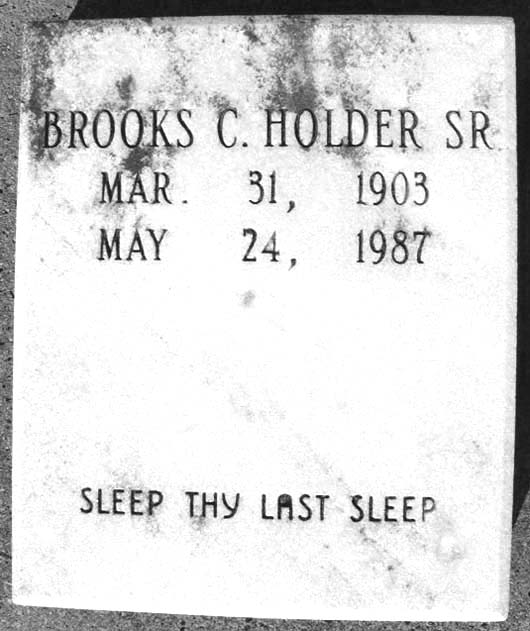 BROOKS C. HOLDER SR
MAR. 31, 1903
MAY 24, 1987
SLEEP THY LAST SLEEP